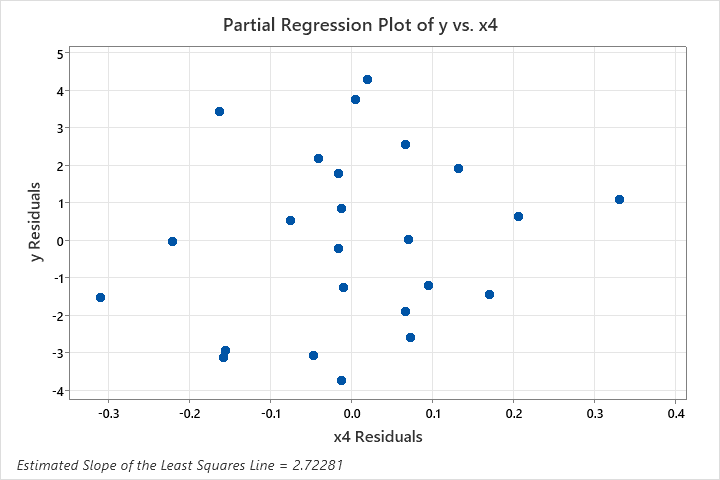 Partial Regression Plot of y vs. x4
5
4
3
2
1
0
-1
-2
-3
-4
y Residuals
-0.3 -0.2 -0.1 0.0 0.1 0.2 0.3 0.4
x4 Residuals
Estimated Slope of the Least Squares Line = 2.72281